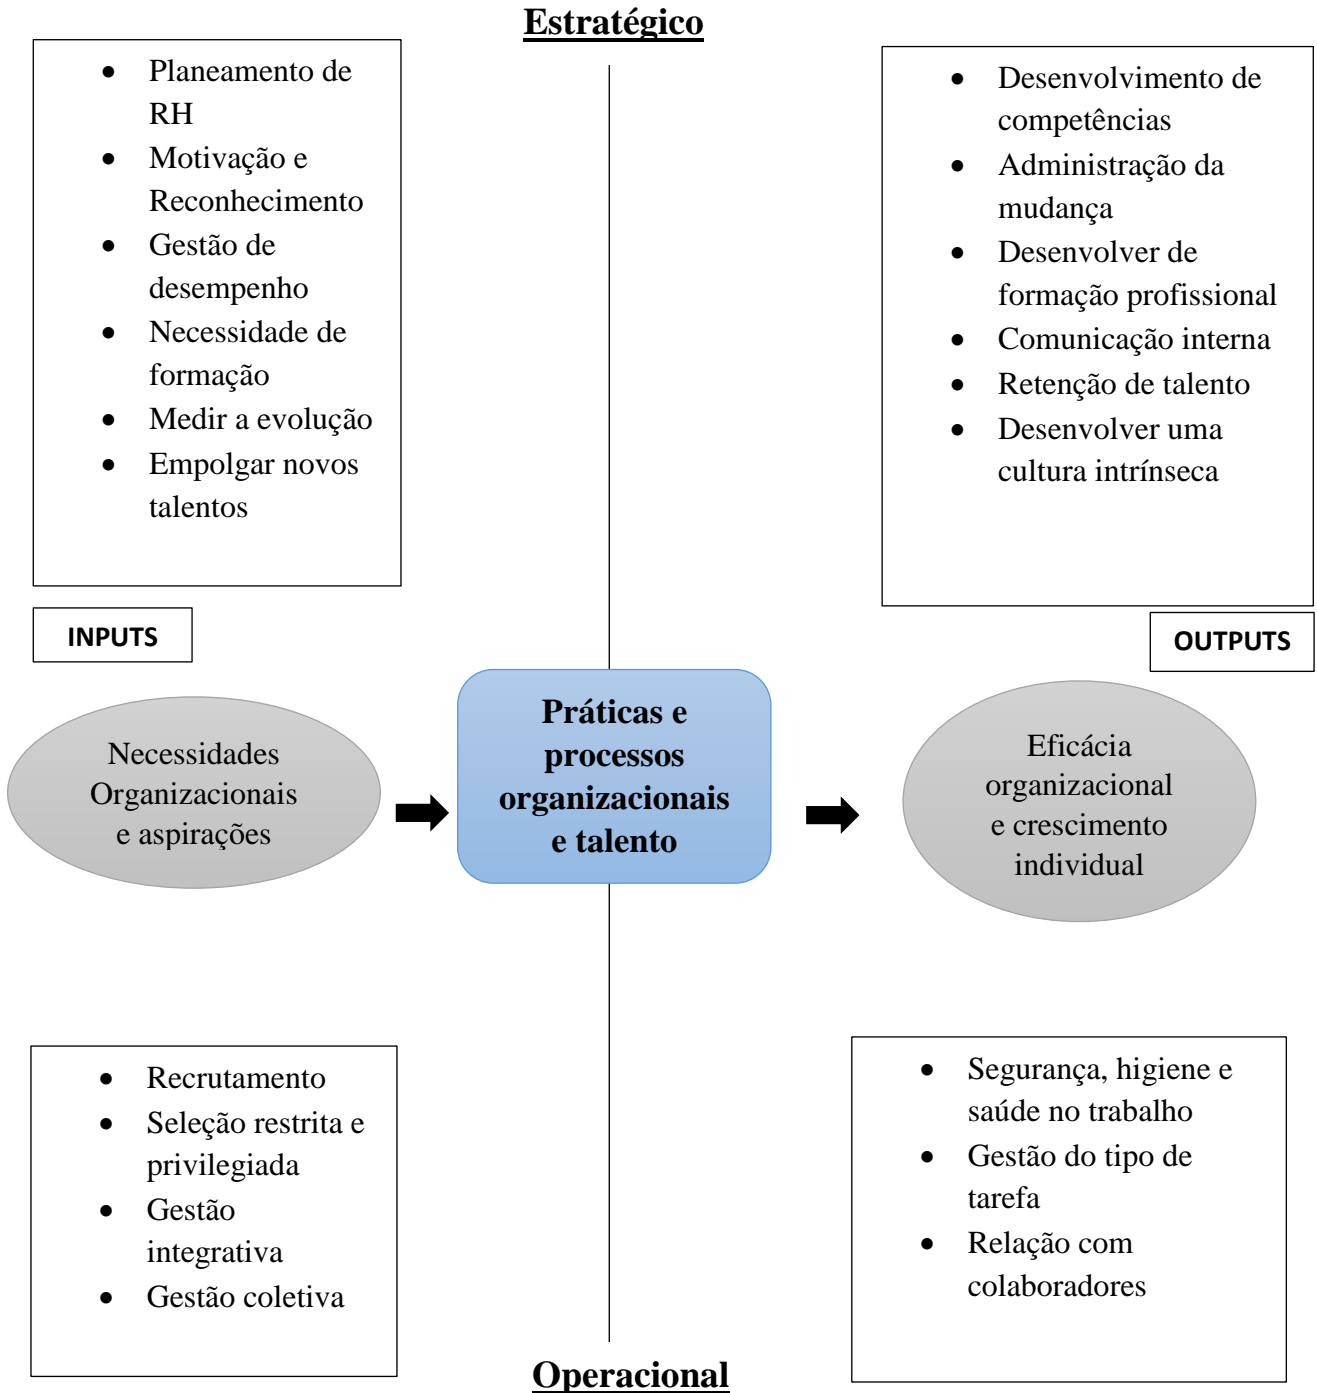 Estratégico
• Planeamento de
RH
• Motivação e
Reconhecimento
• Gestão de
desempenho
• Necessidade de
formação
• Medir a evolução
• Empolgar novos
talentos
• Desenvolvimento de
competências
• Administração da
mudança
• Desenvolver de
formação profissional
• Comunicação interna
• Retenção de talento
• Desenvolver uma
cultura intrínseca
INPUTS
OUTPUTS
Necessidades
Organizacionais
e aspirações
Práticas e
processos
organizacionais
e talento
Eficácia
organizacional
e crescimento
individual
• Recrutamento
• Seleção restrita e
privilegiada
• Gestão
integrativa
• Gestão coletiva
• Segurança, higiene e
saúde no trabalho
• Gestão do tipo de
tarefa
• Relação com
colaboradores
Operacional